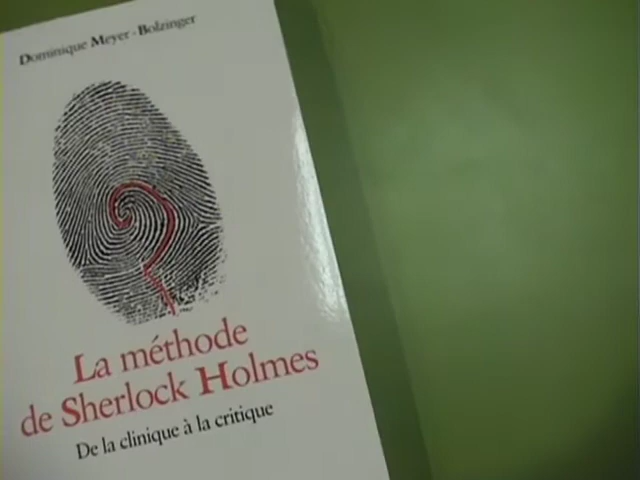 Dominique Meyer-Bolzinger
La méthode
de Sherlock Holmes
De la clinique à la critique